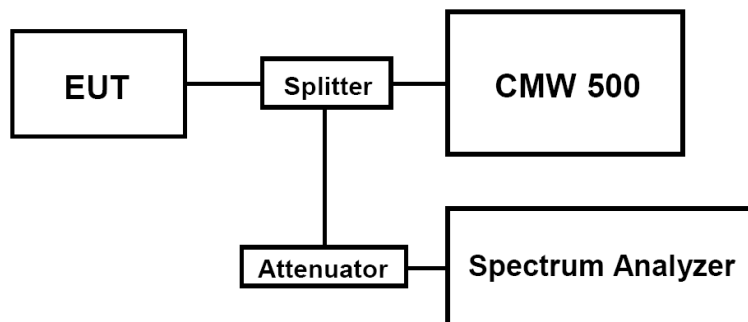 EUT
Splitter
CMW 500
Attenuator
Spectrum Analyzer